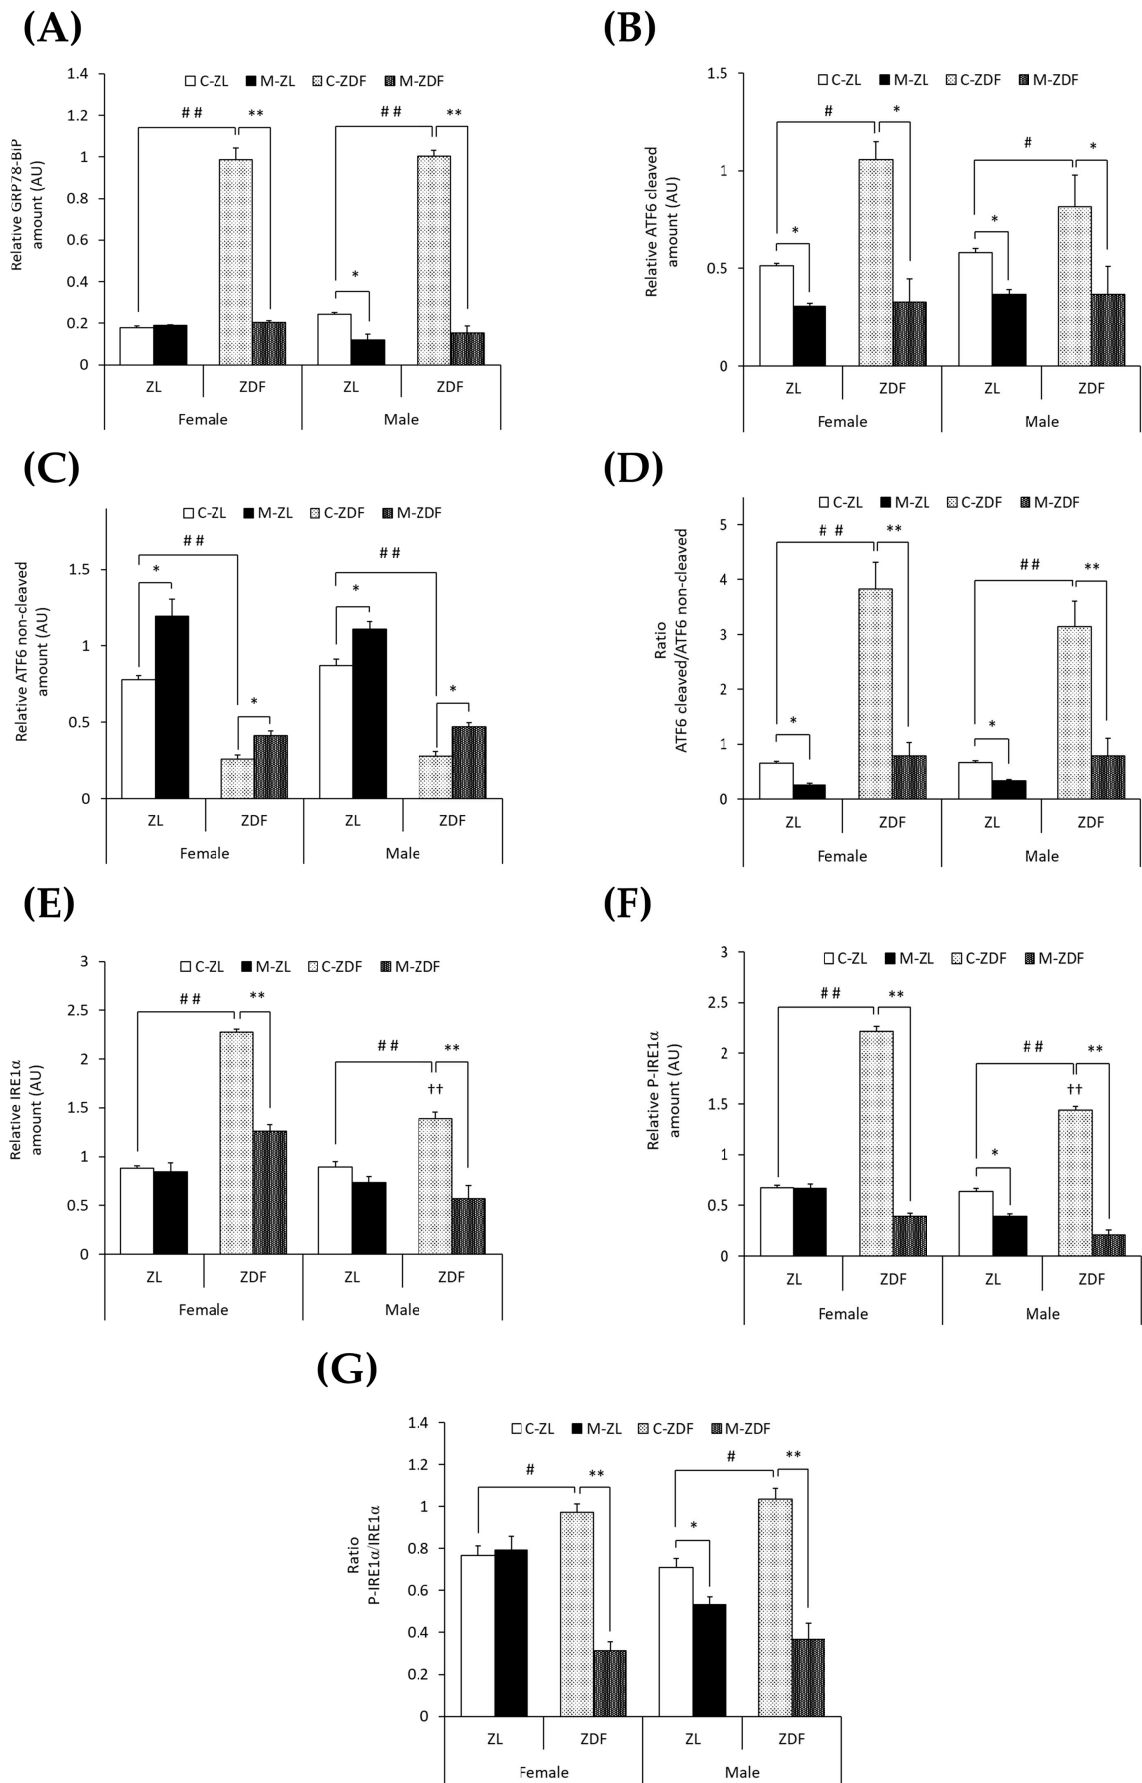 (A)
C-ZL M-ZL C-ZDF M-ZDF
Relative GRP78-BiP
amount (AU)
1.4
1.2
1
0.8
0.6
0.4
0.2
0
# #
**
*
# #
**
ZL ZDF ZL ZDF
Female Male
(B)
C-ZL M-ZL C-ZDF M-ZDF
Relative ATF6 cleaved
amount (AU)
1.5
1
0.5
0
#
*
*
#
*
*
ZL ZDF ZL ZDF
Female Male
(C)
C-ZL M-ZL C-ZDF M-ZDF
Relative ATF6 non-cleaved
amount (AU)
1.5
1
0.5
0
# #
*
*
# #
*
*
ZL ZDF ZL ZDF
Female Male
(D)
C-ZL M-ZL C-ZDF M-ZDF
Ratio
ATF6 cleaved/ATF6 non-cleaved
5
4
3
2
1
0
# #
**
*
# #
**
*
ZL ZDF ZL ZDF
Female Male
(E)
C-ZL M-ZL C-ZDF M-ZDF
Relative IRE1α
amount (AU)
3
2.5
2
1.5
1
0.5
0
# #
**
# #
**
††
ZL ZDF ZL ZDF
Female Male
(F)
C-ZL M-ZL C-ZDF M-ZDF
Relative P-IRE1α
amount (AU)
3
2.5
2
1.5
1
0.5
0
# #
**
# #
**
††
*
ZL ZDF ZL ZDF
Female Male
(G)
C-ZL M-ZL C-ZDF M-ZDF
Ratio
P-IRE1α/IRE1α
1.4
1.2
1
0.8
0.6
0.4
0.2
0
#
**
#
**
*
ZL ZDF ZL ZDF
Female Male